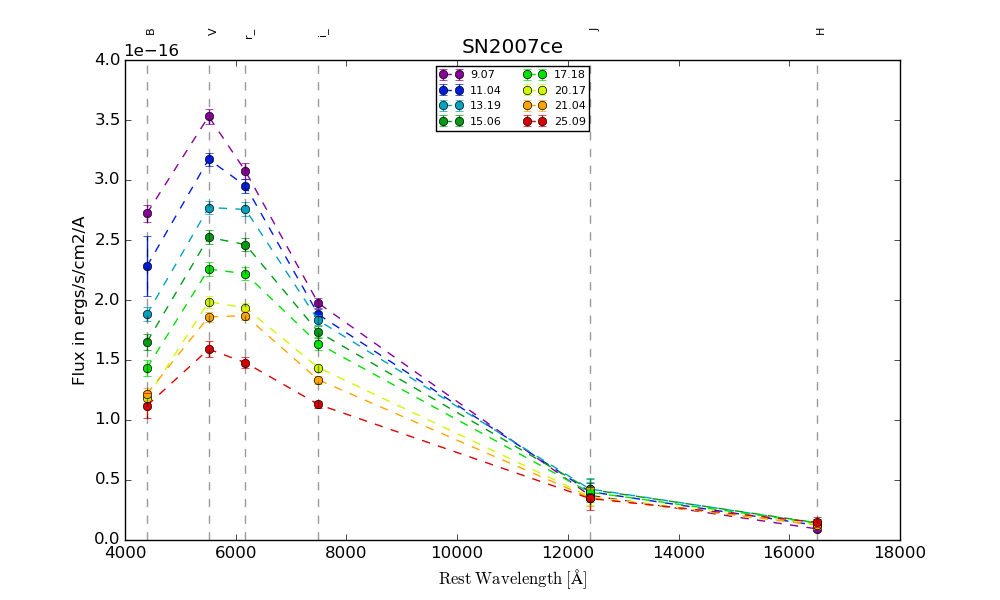 B V r_ i_ J H
1e−16
SN2007ce
4.0
3.5
3.0
2.5
2.0
1.5
1.0
0.5
0.0
Flux in ergs/s/cm2/A
9.07 17.18
11.04 20.17
13.19 21.04
15.06 25.09
4000 6000 8000 10000 12000 14000 16000 18000
Rest Wavelength [Å]